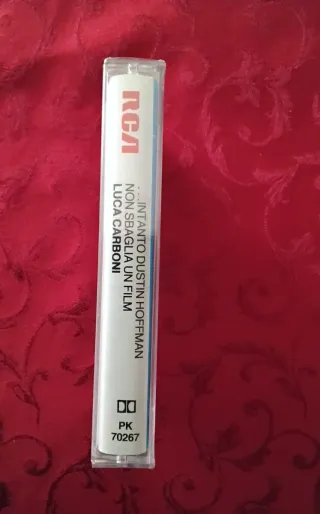 RCA
...INTANTO DUSTIN HOFFMAN
NON SBAGLIA UN FILM
LUCA CARBONI
PK
70267